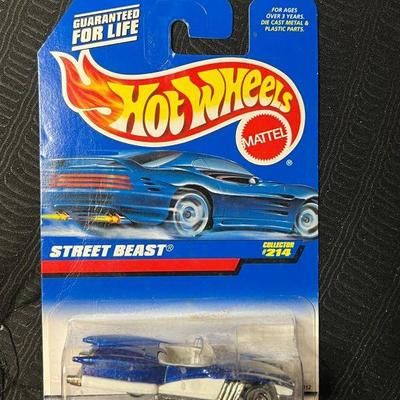 GUARANTEED
FOR LIFE
FOR AGES
OVER 3 YEARS.
DIE CAST METAL &
PLASTIC PARTS.
HOT WHEELS
MATTEL
®
STREET BEAST®
COLLECTOR
#214